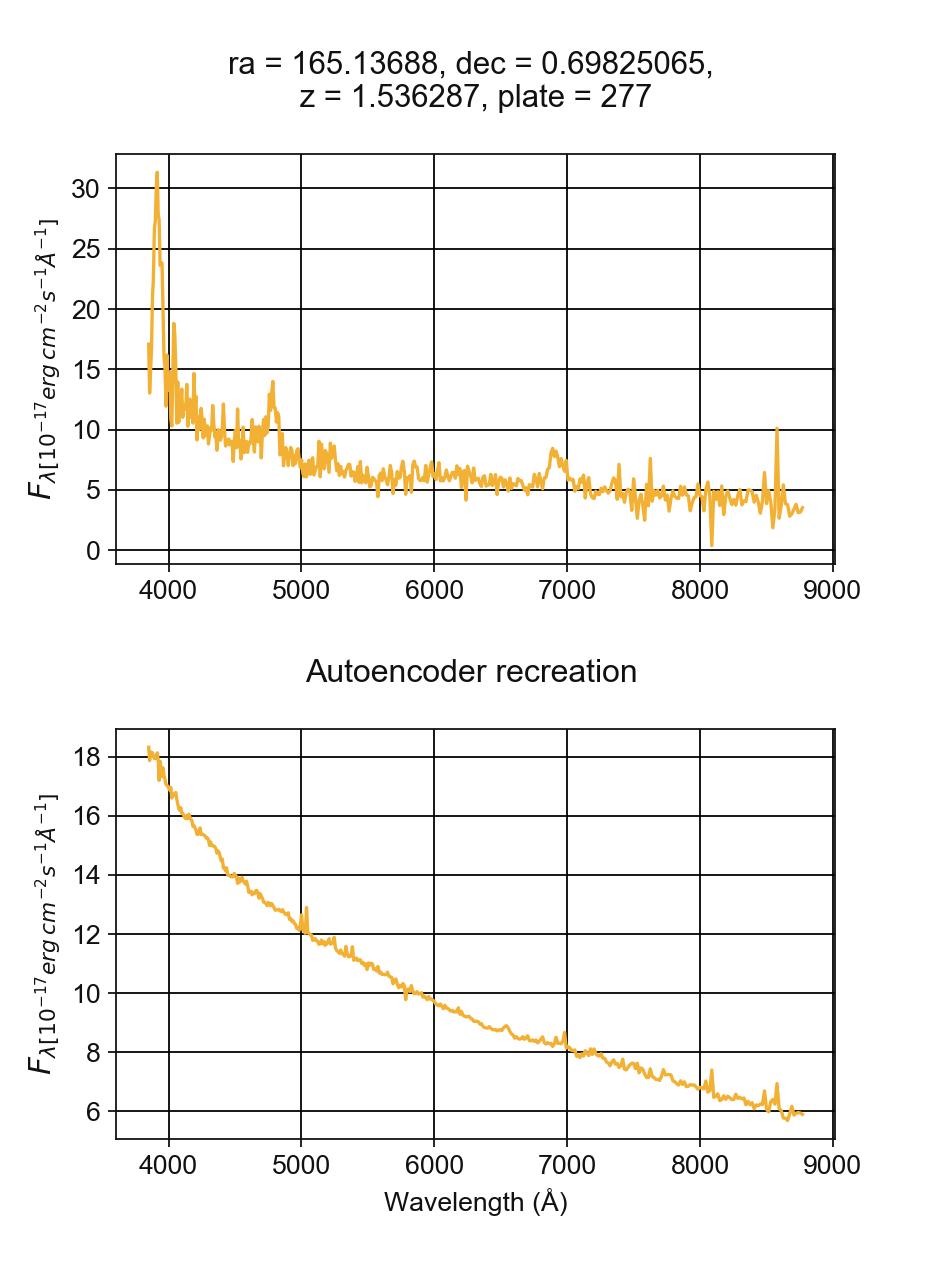 ra = 165.13688, dec = 0.69825065,
z = 1.536287, plate = 277
30
25
20
15
10
5
0
Fλ[10⁻¹⁷erg cm⁻²s⁻¹Å⁻¹]
4000 5000 6000 7000 8000 9000
Autoencoder recreation
18
16
14
12
10
8
6
Fλ[10⁻¹⁷erg cm⁻²s⁻¹Å⁻¹]
4000 5000 6000 7000 8000 9000
Wavelength (Å)